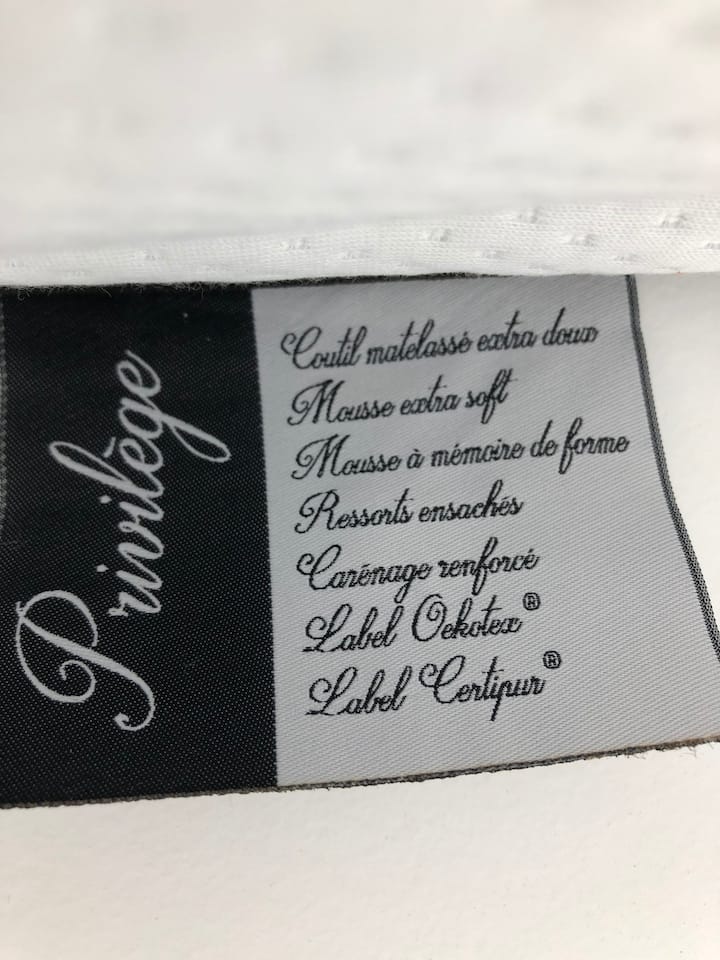 Privilège
Coutil matelassé extra doux
Mousse extra soft
Mousse à mémoire de forme
Ressorts ensachés
Carénage renforcé
Label Oekotex®
Label Certipur®